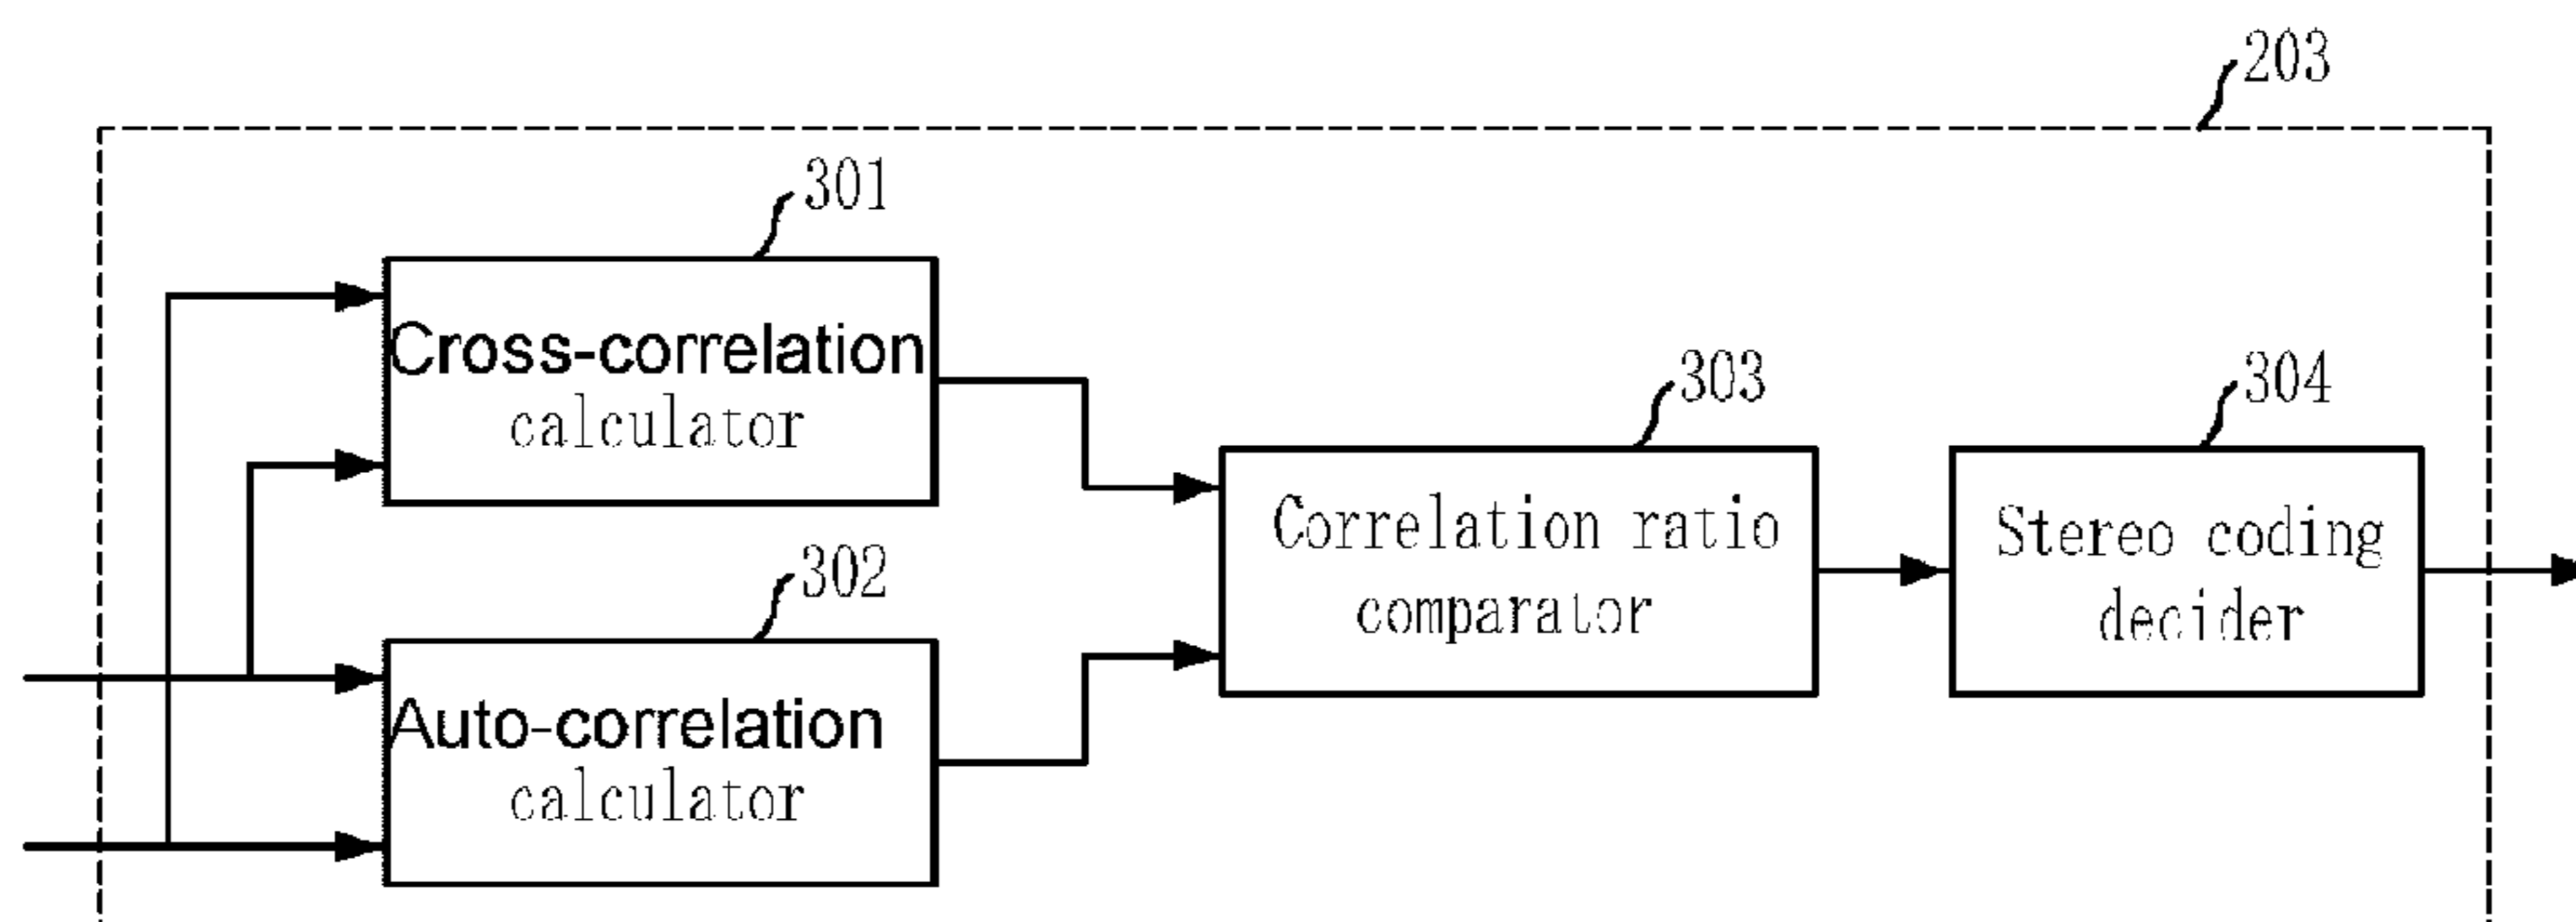 203
301
Cross-correlation
calculator
303
304
Correlation ratio
comparator
Stereo coding
decider
302
Auto-correlation
calculator